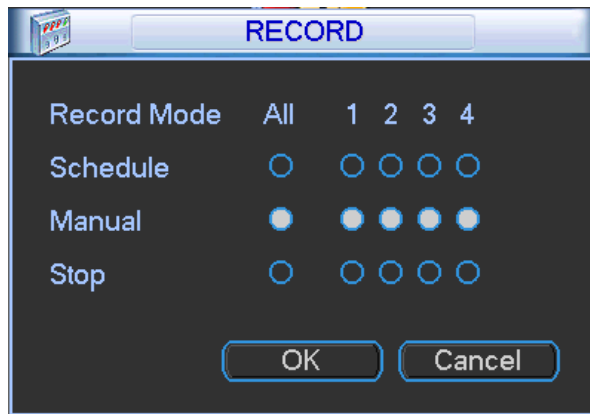 RECORD
Record Mode All 1 2 3 4
Schedule
Manual
Stop
OK Cancel